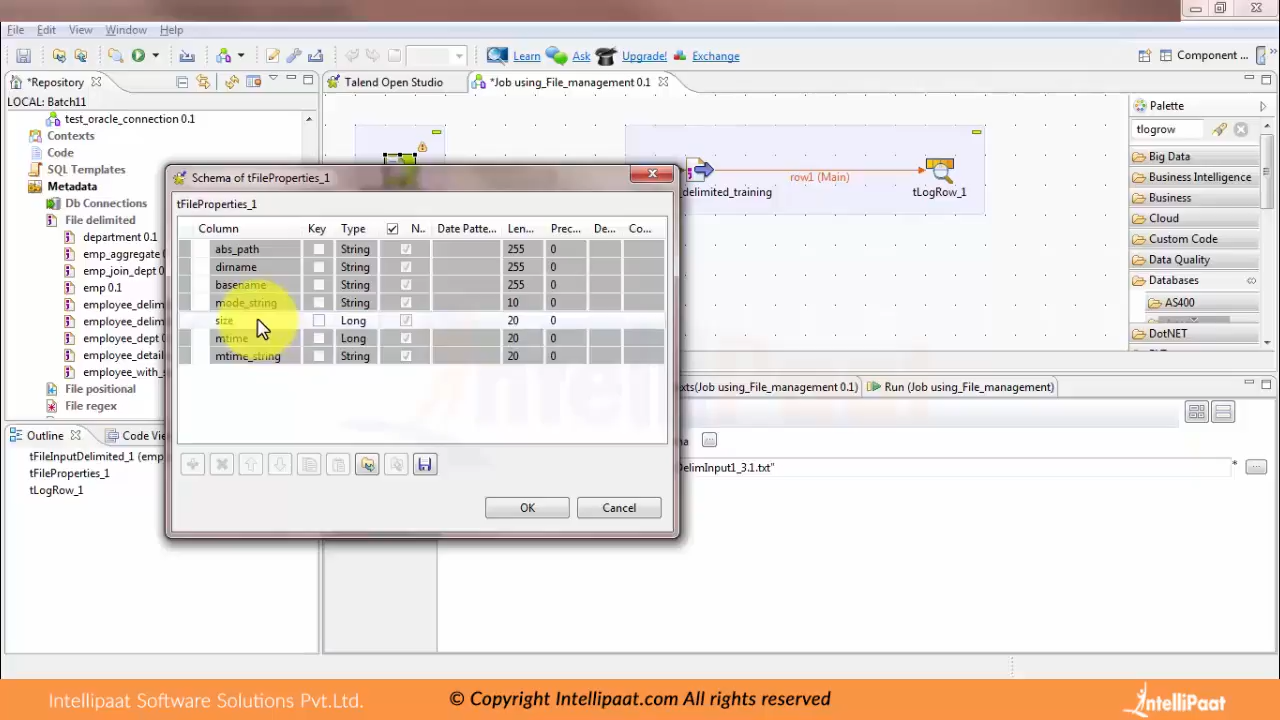 File Edit View Window Help
Learn Ask Upgrade! Exchange Component ...
*Repository
Talend Open Studio
*Job using_File_management 0.1
LOCAL: Batch11
Palette
test_oracle_connection 0.1
tlogrow
Contexts
Code
SQL Templates
Metadata
Db Connections
File delimited
department 0.1
emp_aggregate
emp_join_dept
emp 0.1
employee_delim
employee_delim
employee_dept
employee_detai
employee_with_s
File positional
File regex
Schema of tFileProperties_1
tFileProperties_1
Column Key Type N.. Date Patte... Len... Prec... De... Co...
abs_path String 255 0
dirname String 255 0
basename String 255 0
mode_string String 10 0
size Long 20 0
mtime Long 20 0
mtime_string String 20 0
OK Cancel
_delimited_training
row1 (Main)
tLogRow_1
Big Data
Business Intelligence
Business
Cloud
Custom Code
Data Quality
Databases
AS400
DotNET
xts(Job using_File_management 0.1)
Run (Job using_File_management)
na
DelimInput1_3.1.txt" *
Outline
Code Vie
tFileInputDelimited_1 (emp
tFileProperties_1
tLogRow_1
Intellipaat Software Solutions Pvt.Ltd.
© Copyright Intellipaat.com All rights reserved
IntelliPaat